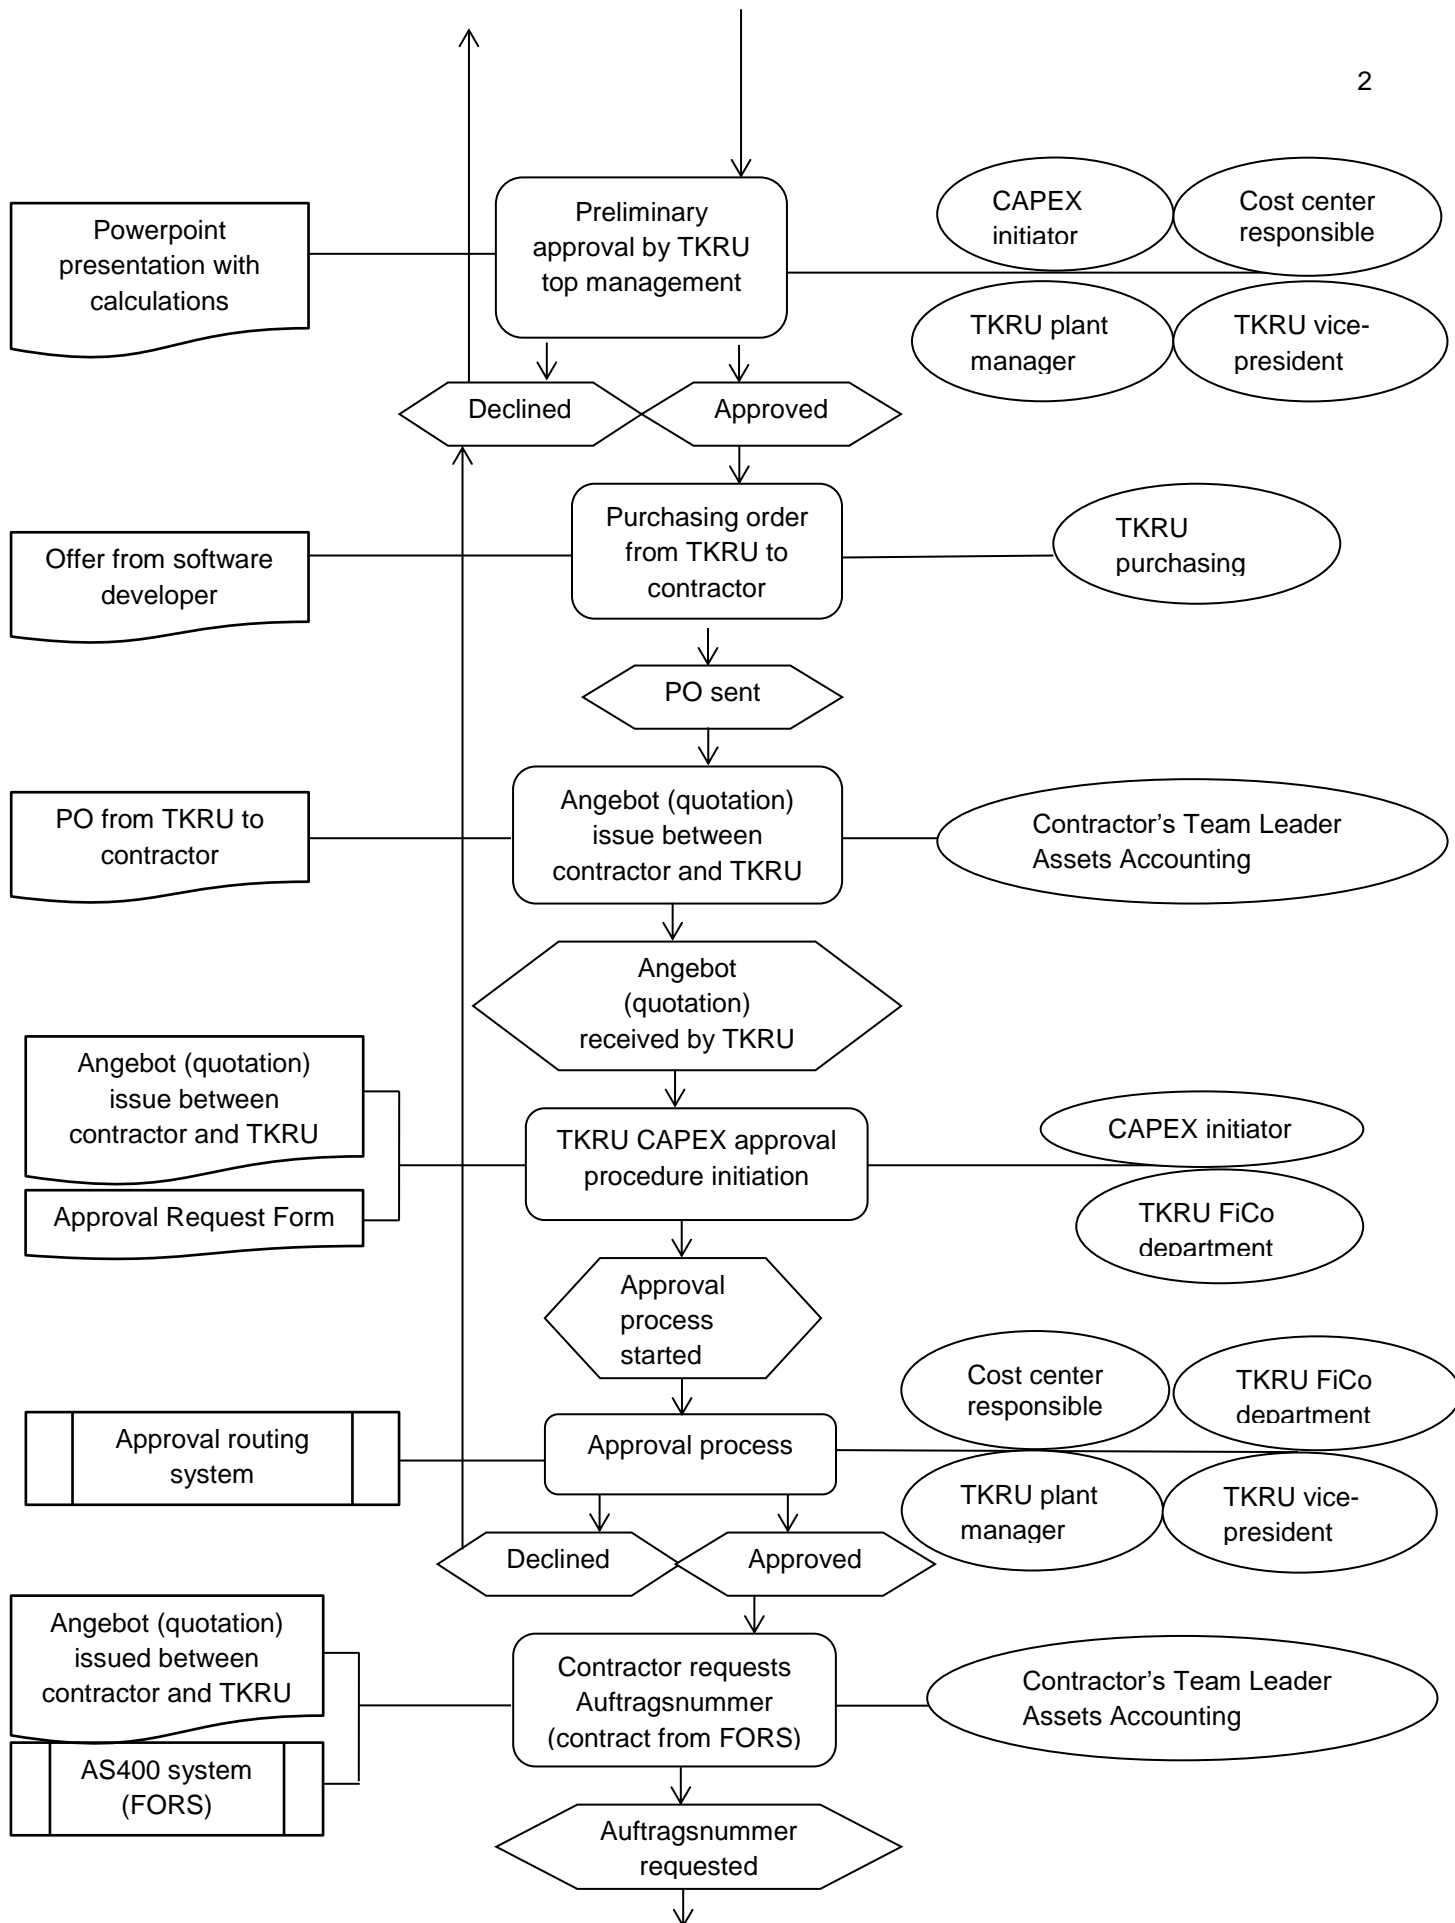 2
Powerpoint
presentation with
calculations
Preliminary
approval by TKRU
top management
CAPEX
initiator
Cost center
responsible
TKRU plant
manager
TKRU vice-
president
Declined
Approved
Offer from software
developer
Purchasing order
from TKRU to
contractor
TKRU
purchasing
PO sent
PO from TKRU to
contractor
Angebot (quotation)
issue between
contractor and TKRU
Contractor’s Team Leader
Assets Accounting
Angebot
(quotation)
received by TKRU
Angebot (quotation)
issue between
contractor and TKRU
Approval Request Form
TKRU CAPEX approval
procedure initiation
CAPEX initiator
TKRU FiCo
department
Approval
process
started
Approval routing
system
Approval process
Cost center
responsible
TKRU FiCo
department
TKRU plant
manager
TKRU vice-
president
Declined
Approved
Angebot (quotation)
issued between
contractor and TKRU
AS400 system
(FORS)
Contractor requests
Auftragsnummer
(contract from FORS)
Contractor’s Team Leader
Assets Accounting
Auftragsnummer
requested